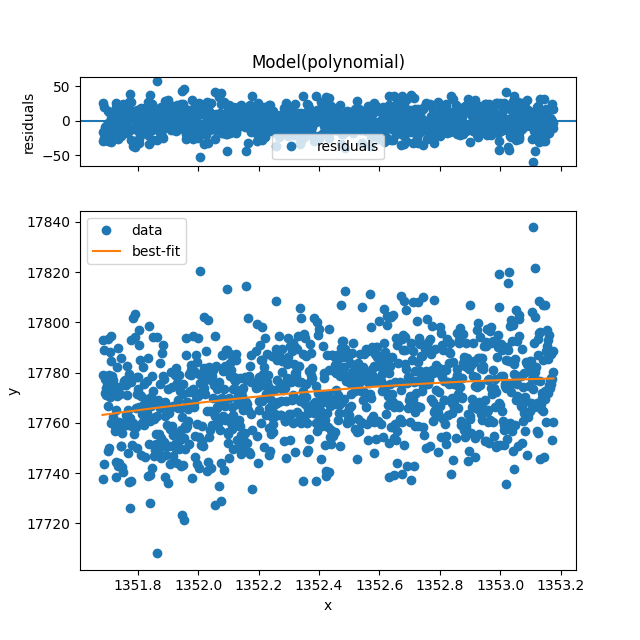 Model(polynomial)
50
0
−50
residuals
residuals
17840
17820
17800
17780
17760
17740
17720
y
data
best-fit
1351.8 1352.0 1352.2 1352.4 1352.6 1352.8 1353.0 1353.2
x